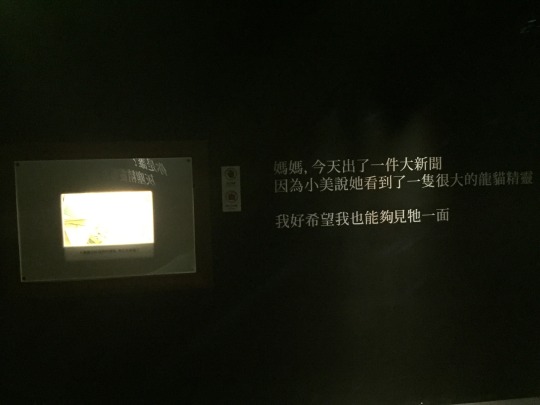 媽媽, 今天出了一件大新聞
因為小美說她看到了一隻很大的龍貓精靈
我好希望我也能夠見牠一面